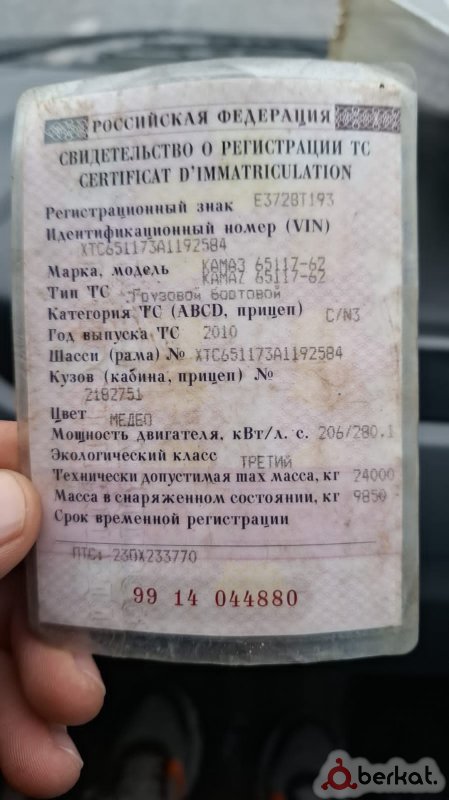 РОССИЙСКАЯ ФЕДЕРАЦИЯ
СВИДЕТЕЛЬСТВО О РЕГИСТРАЦИИ ТС
CERTIFICAT D'IMMATRICULATION
Регистрационный знак Е372ВТ193
Идентификационный номер (VIN)
XTC651173A1192584
Марка, модель КАМАЗ 65117-62
KAMAZ 65117-62
Тип ТС Грузовой бортовой
Категория ТС (ABCD, прицеп) C/N3
Год выпуска ТС 2010
Шасси (рама) № XTC651173A1192584
Кузов (кабина, прицеп) №
2182751
Цвет МЕДЕО
Мощность двигателя, кВт/л. с. 206/280.1
Экологический класс ТРЕТИЙ
Технически допустимая max масса, кг 24000
Масса в снаряженном состоянии, кг 9850
Срок временной регистрации
ПТС: 23ОХ233770
99 14 044880
berkat.